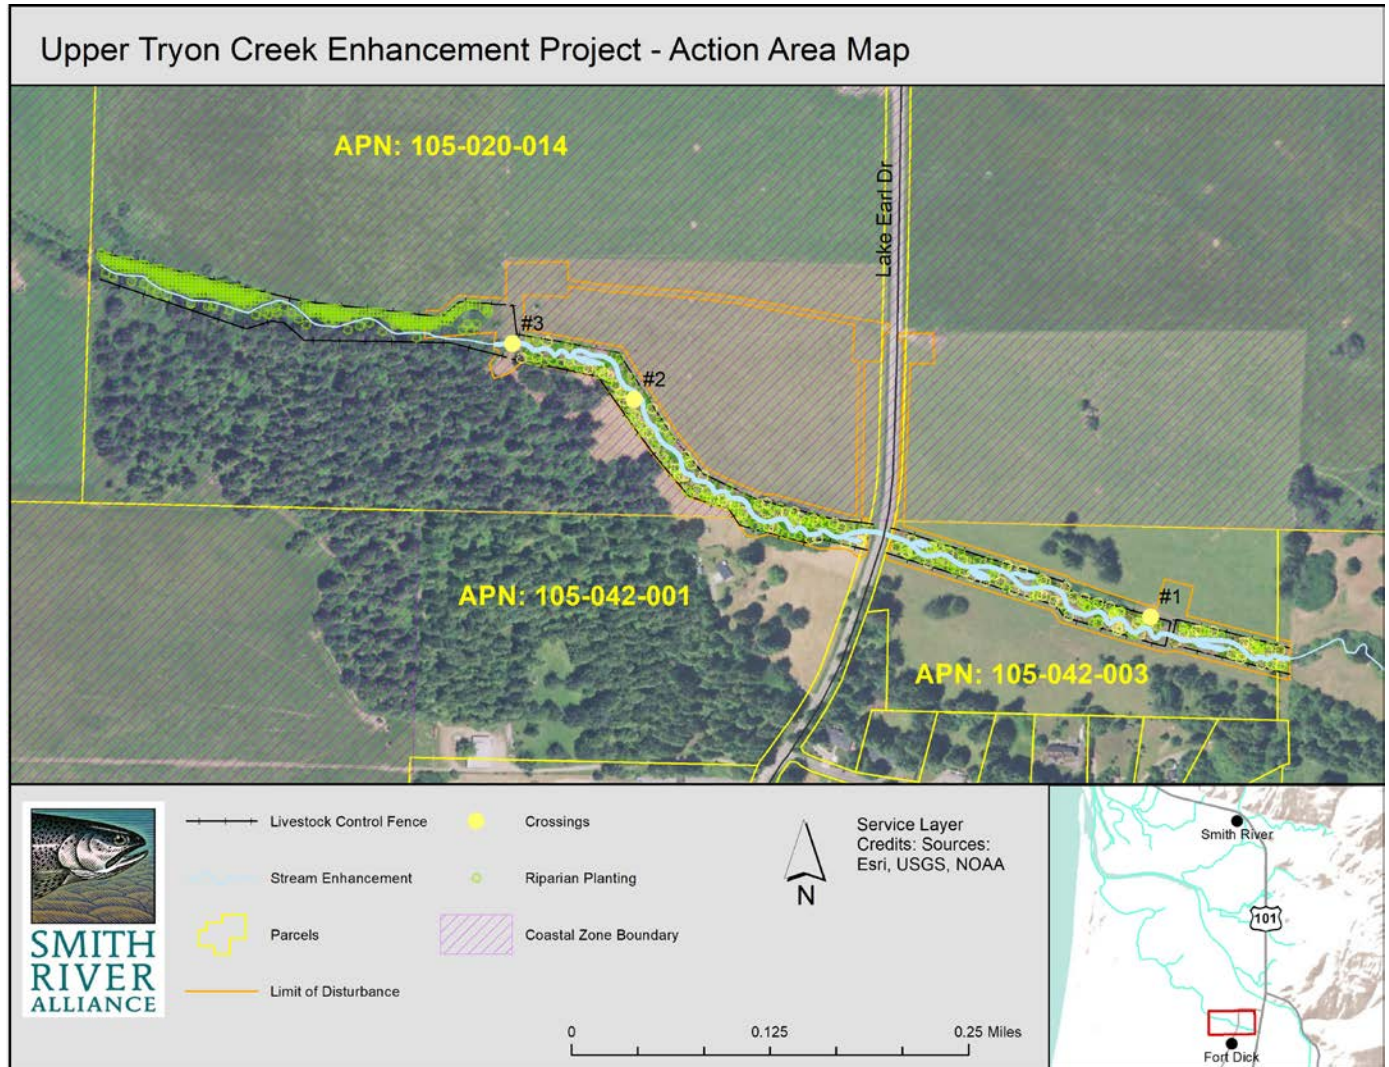 Upper Tryon Creek Enhancement Project - Action Area Map
APN: 105-020-014
Lake Earl Dr
#3
#2
#1
APN: 105-042-001
APN: 105-042-003
SMITH
RIVER
ALLIANCE
Livestock Control Fence
Stream Enhancement
Parcels
Limit of Disturbance
Crossings
Riparian Planting
Coastal Zone Boundary
N
Service Layer
Credits: Sources:
Esri, USGS, NOAA
0 0.125 0.25 Miles
Smith River
101
Fort Dick